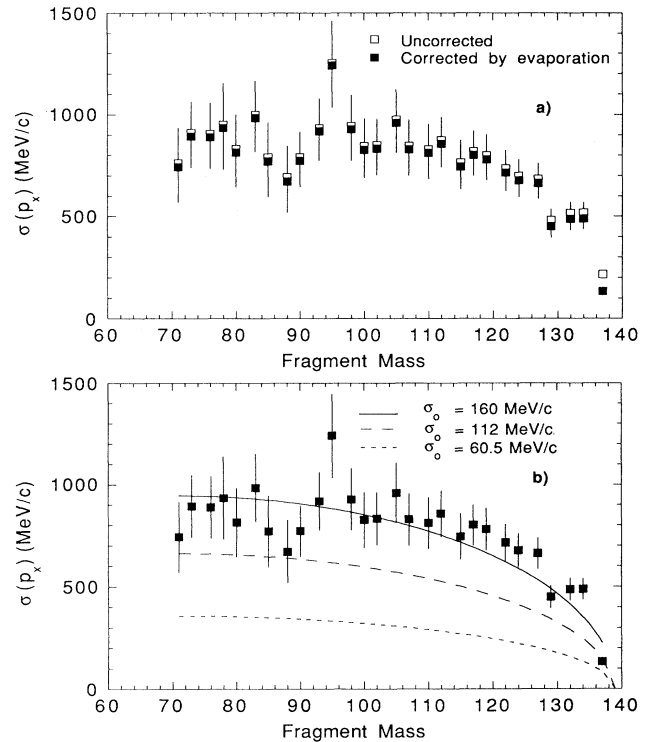 1500
1000
500
0
σ (pₓ) (MeV/c)
□ Uncorrected
■ Corrected by evaporation
a)
60 70 80 90 100 110 120 130 140
Fragment Mass
1500
1000
500
0
σ (pₓ) (MeV/c)
σₒ = 160 MeV/c
σₒ = 112 MeV/c.
σₒ = 60.5 MeV/c
b)
60 70 80 90 100 110 120 130 140
Fragment Mass